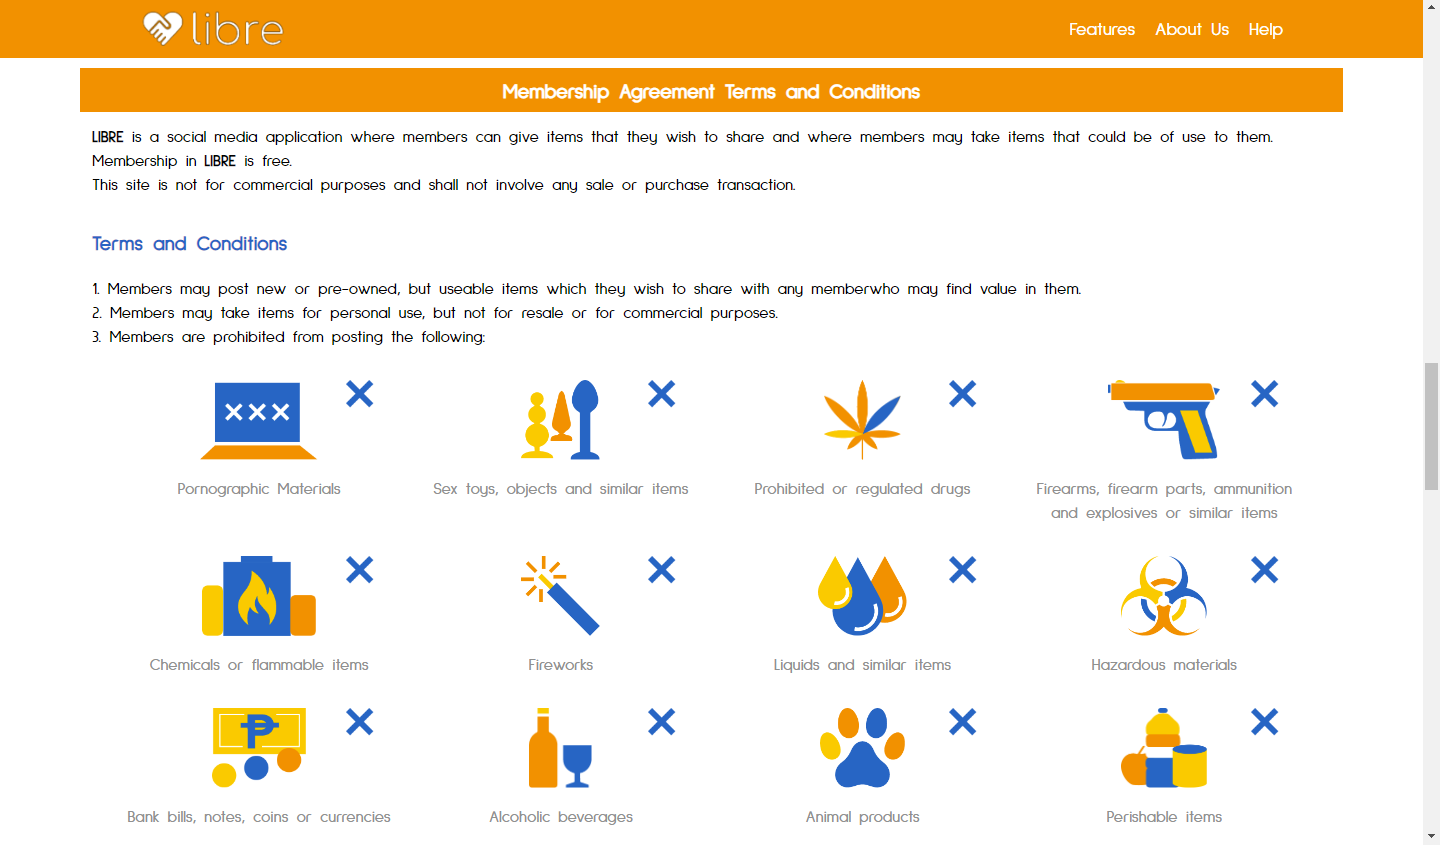 libre
Features About Us Help
Membership Agreement Terms and Conditions
LIBRE is a social media application where members can give items that they wish to share and where members may take items that could be of use to them.
Membership in LIBRE is free.
This site is not for commercial purposes and shall not involve any sale or purchase transaction.
Terms and Conditions
1. Members may post new or pre-owned, but useable items which they wish to share with any memberwho may find value in them.
2. Members may take items for personal use, but not for resale or for commercial purposes.
3. Members are prohibited from posting the following:
XXX
Pornographic Materials
Sex toys, objects and similar items
Prohibited or regulated drugs
Firearms, firearm parts, ammunition
and explosives or similar items
Chemicals or flammable items
Fireworks
Liquids and similar items
Hazardous materials
₱
Bank bills, notes, coins or currencies
Alcoholic beverages
Animal products
Perishable items